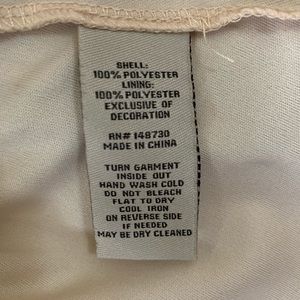 SHELL:
100% POLYESTER
LINING:
100% POLYESTER
EXCLUSIVE OF
DECORATION
RN# 148730
MADE IN CHINA
TURN GARMENT
INSIDE OUT
HAND WASH COLD
DO NOT BLEACH
FLAT TO DRY
COOL IRON
ON REVERSE SIDE
IF NEEDED
MAY BE DRY CLEANED